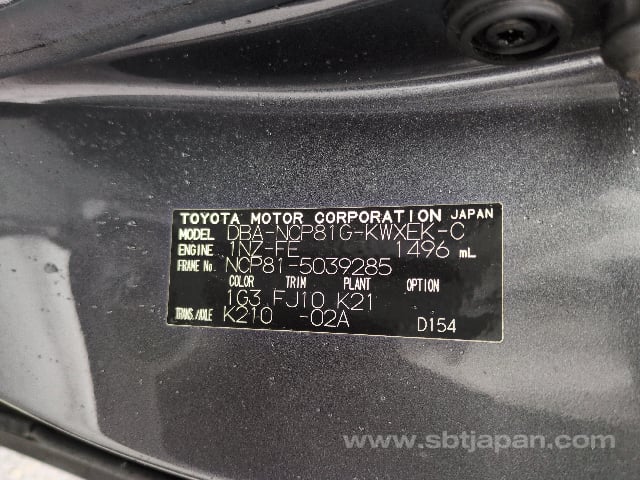 TOYOTA MOTOR CORPORATION JAPAN
MODEL DBA-NCP81G-KWXEK-C
ENGINE 1NZ-FE 1496 mL
FRAME No. NCP81-5039285
COLOR TRIM PLANT OPTION
1G3 FJ10 K21
TRANS./AXLE K210 -02A D154
www.sbtjapan.com